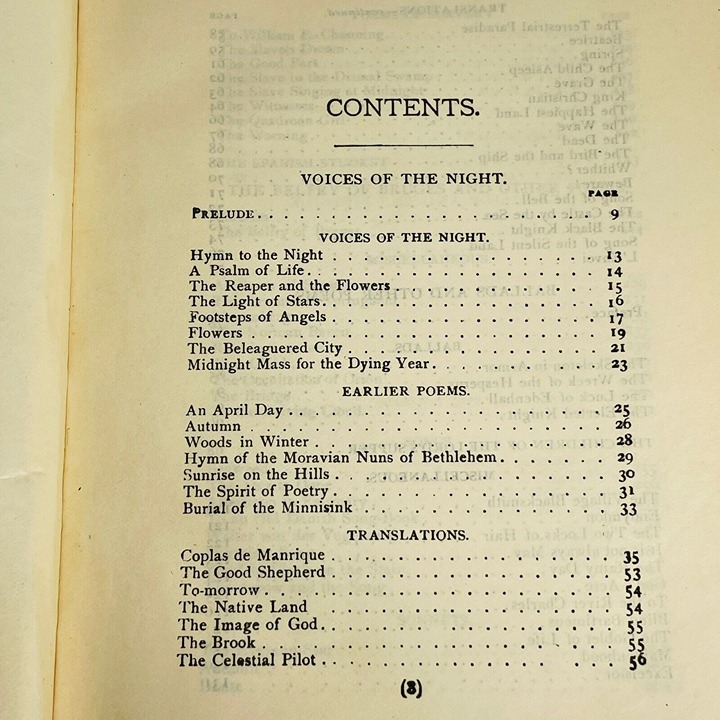 CONTENTS.
VOICES OF THE NIGHT.
PAGE
PRELUDE. . . . . . . . . . . . . . . . . . . . . . 9
VOICES OF THE NIGHT.
Hymn to the Night . . . . . . . . . . . . . . . . . . 13
A Psalm of Life. . . . . . . . . . . . . . . . . . . 14
The Reaper and the Flowers . . . . . . . . . . . . . 15
The Light of Stars. . . . . . . . . . . . . . . . . . 16
Footsteps of Angels . . . . . . . . . . . . . . . . . 17
Flowers . . . . . . . . . . . . . . . . . . . . . . 19
The Beleaguered City . . . . . . . . . . . . . . . . 21
Midnight Mass for the Dying Year. . . . . . . . . . . 23
EARLIER POEMS.
An April Day . . . . . . . . . . . . . . . . . . . . 25
Autumn . . . . . . . . . . . . . . . . . . . . . . 26
Woods in Winter . . . . . . . . . . . . . . . . . . . 28
Hymn of the Moravian Nuns of Bethlehem. . . . . . . . 29
Sunrise on the Hills . . . . . . . . . . . . . . . . 30
The Spirit of Poetry . . . . . . . . . . . . . . . . 31
Burial of the Minnisink . . . . . . . . . . . . . . . 33
TRANSLATIONS.
Coplas de Manrique . . . . . . . . . . . . . . . . . 35
The Good Shepherd . . . . . . . . . . . . . . . . . 53
To-morrow . . . . . . . . . . . . . . . . . . . . . 54
The Native Land . . . . . . . . . . . . . . . . . . 54
The Image of God. . . . . . . . . . . . . . . . . . 55
The Brook . . . . . . . . . . . . . . . . . . . . . 55
The Celestial Pilot . . . . . . . . . . . . . . . . . 56
(3)